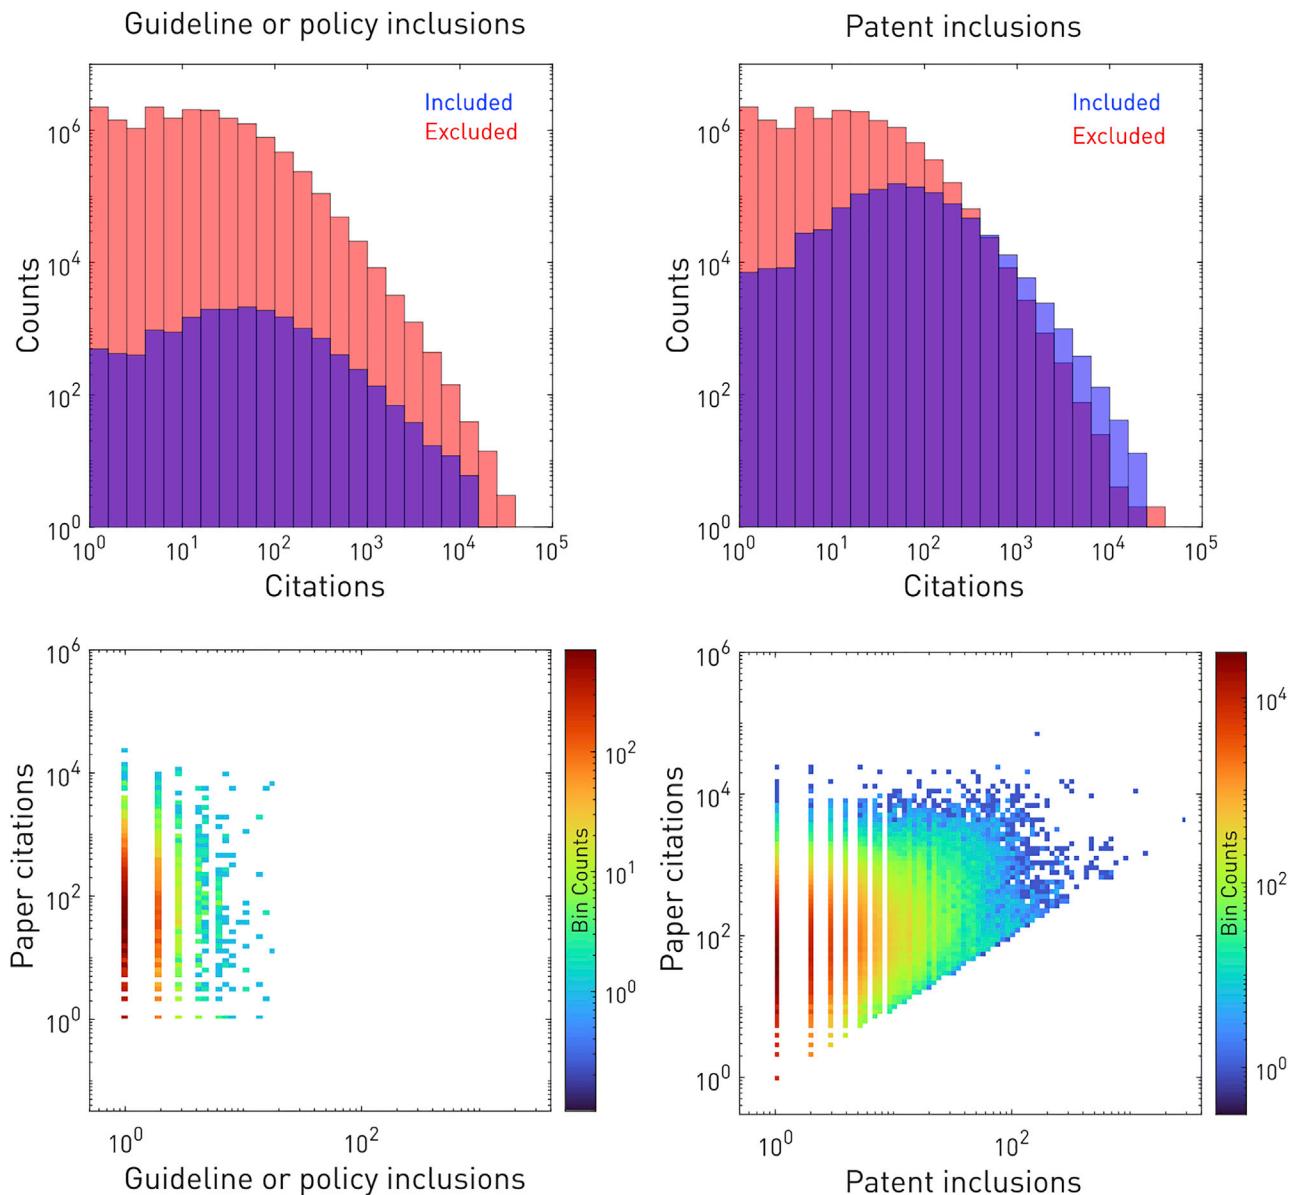 Guideline or policy inclusions
Included
Excluded
10^6
10^4
10^2
10^0
Counts
10^0 10^1 10^2 10^3 10^4 10^5
Citations
Patent inclusions
Included
Excluded
10^6
10^4
10^2
10^0
Counts
10^0 10^1 10^2 10^3 10^4 10^5
Citations
10^6
10^4
10^2
10^0
Paper citations
10^0 10^2
Guideline or policy inclusions
10^2
10^1
10^0
Bin Counts
10^6
10^4
10^2
10^0
Paper citations
10^0 10^2
Patent inclusions
10^4
10^2
10^0
Bin Counts